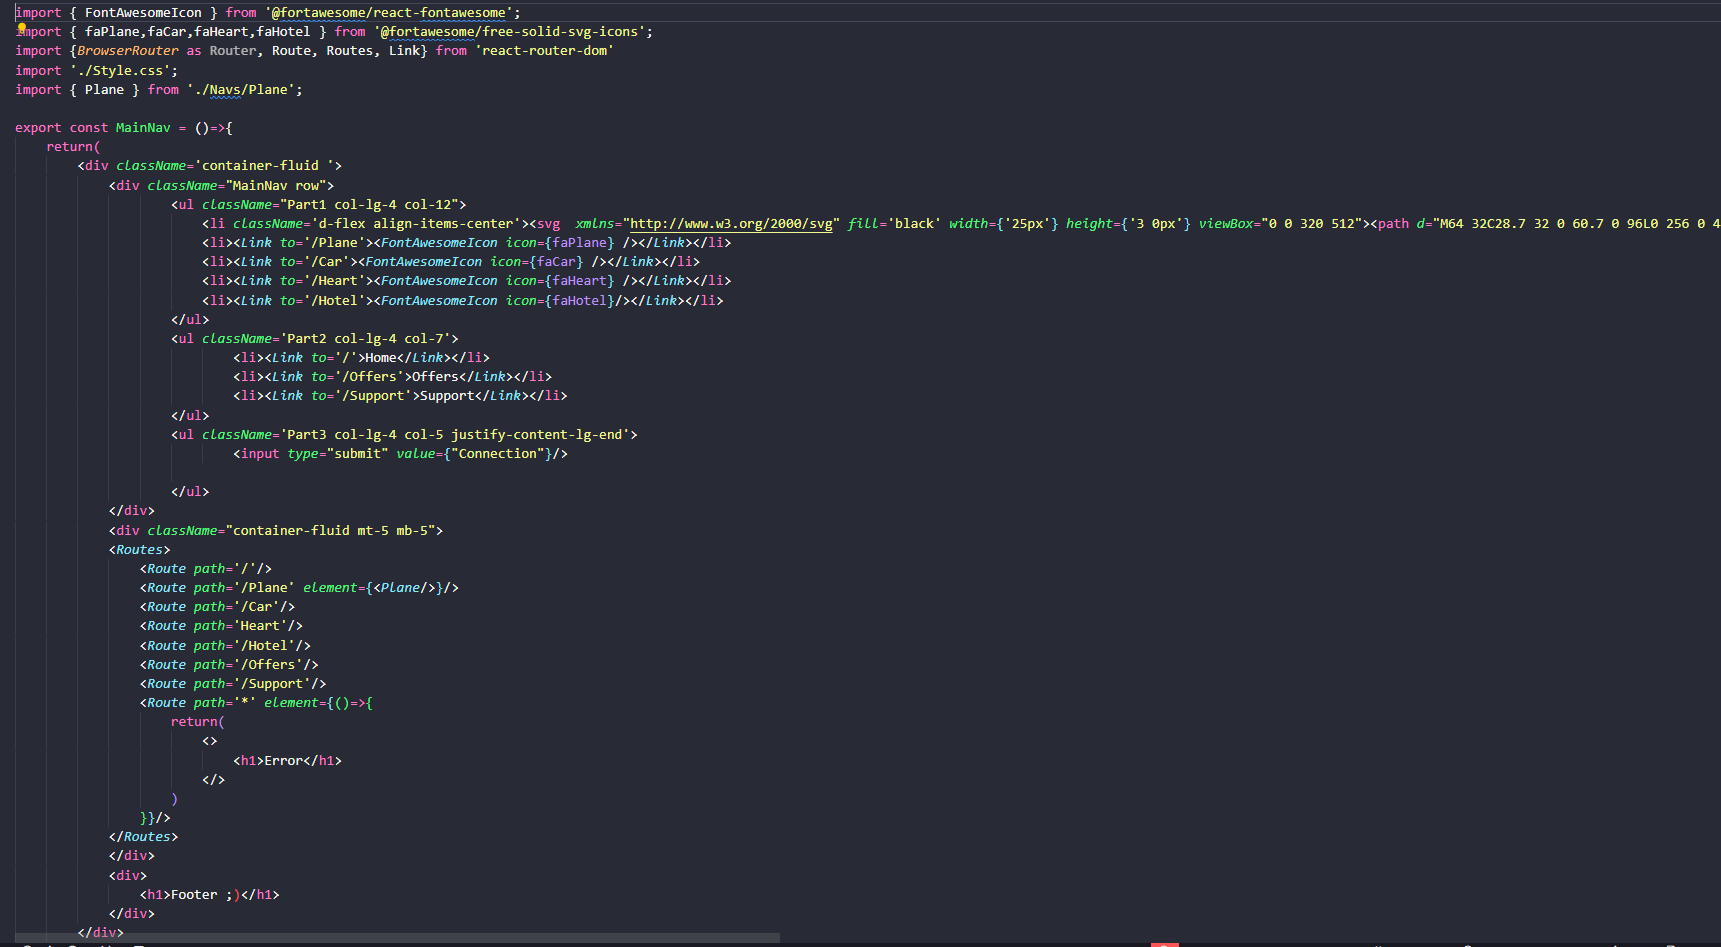 import { FontAwesomeIcon } from '@fortawesome/react-fontawesome';
import { faPlane,faCar,faHeart,faHotel } from '@fortawesome/free-solid-svg-icons';
import {BrowserRouter as Router, Route, Routes, Link} from 'react-router-dom'
import './Style.css';
import { Plane } from './Navs/Plane';
export const MainNav = ()=>{
return(
<div className='container-fluid '>
<div className="MainNav row">
<ul className="Part1 col-lg-4 col-12">
<li className='d-flex align-items-center'><svg  xmlns="http://www.w3.org/2000/svg" fill='black' width={'25px'} height={'3 0px'} viewBox="0 0 320 512"><path d="M64 32C28.7 32 0 60.7 0 96L0 256 0 4
<li><Link to='/Plane'><FontAwesomeIcon icon={faPlane} /></Link></li>
<li><Link to='/Car'><FontAwesomeIcon icon={faCar} /></Link></li>
<li><Link to='/Heart'><FontAwesomeIcon icon={faHeart} /></Link></li>
<li><Link to='/Hotel'><FontAwesomeIcon icon={faHotel}/></Link></li>
</ul>
<ul className='Part2 col-lg-4 col-7'>
<li><Link to='/'>Home</Link></li>
<li><Link to='/Offers'>Offers</Link></li>
<li><Link to='/Support'>Support</Link></li>
</ul>
<ul className='Part3 col-lg-4 col-5 justify-content-lg-end'>
<input type="submit" value={"Connection"}/>
</ul>
</div>
<div className="container-fluid mt-5 mb-5">
<Routes>
<Route path='/'/>
<Route path='/Plane' element={<Plane/>}/>
<Route path='/Car'/>
<Route path='Heart'/>
<Route path='/Hotel'/>
<Route path='/Offers'/>
<Route path='/Support'/>
<Route path='*' element={()=>{
return(
<>
<h1>Error</h1>
</>
)
}}/>
</Routes>
</div>
<div>
<h1>Footer ;)</h1>
</div>
</div>